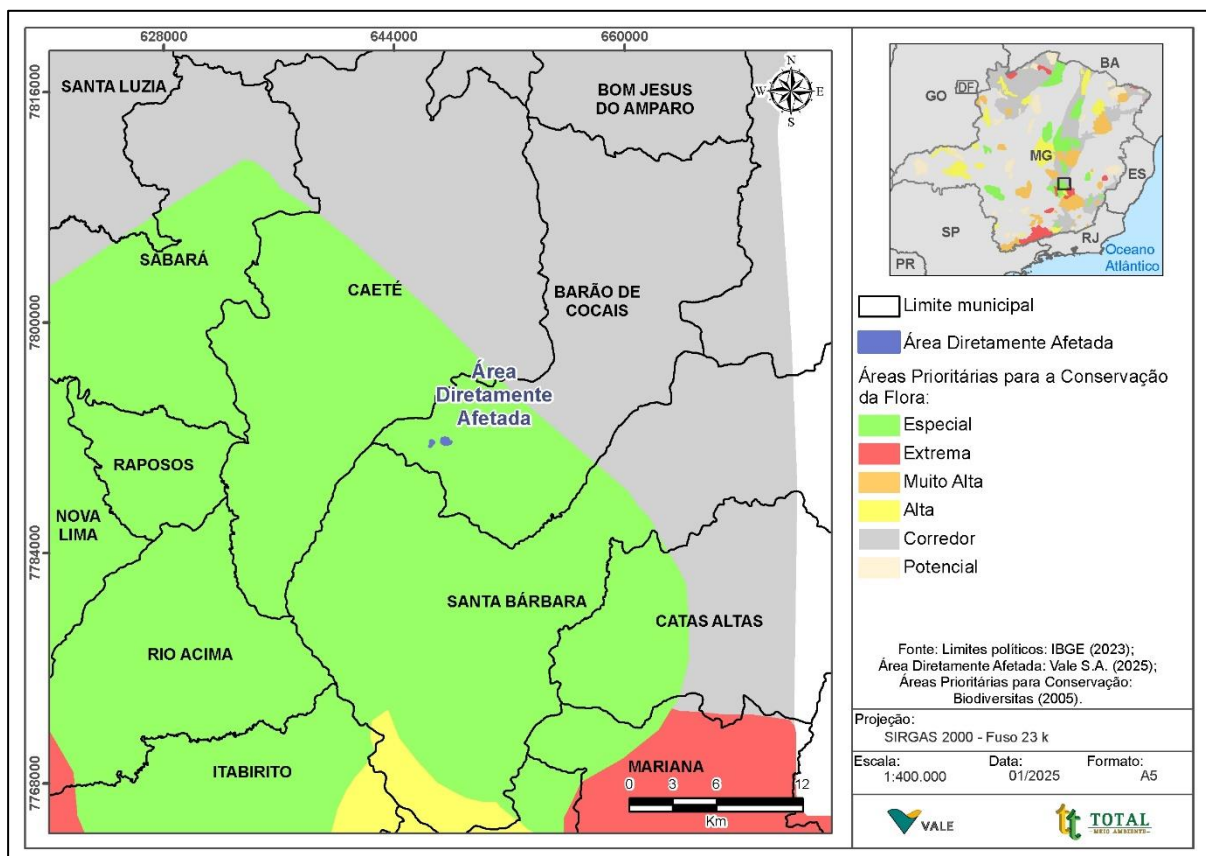 628000
644000
660000
7816000
7800000
7784000
7768000
SANTA LUZIA
BOM JESUS
DO AMPARO
N
W
E
S
SABARÁ
CAETÉ
BARÃO DE
COCAIS
Área
Diretamente
Afetada
RAPOSOS
NOVA
LIMA
SANTA BÁRBARA
CATAS ALTAS
RIO ACIMA
ITABIRITO
MARIANA
0 3 6 12
Km
BA
GO
DF
MG
ES
SP
RJ
PR
Oceano
Atlântico
Limite municipal
Área Diretamente Afetada
Áreas Prioritárias para a Conservação
da Flora:
Especial
Extrema
Muito Alta
Alta
Corredor
Potencial
Fonte: Limites políticos: IBGE (2023);
Área Diretamente Afetada: Vale S.A. (2025);
Áreas Prioritárias para Conservação:
Biodiversitas (2005).
Projeção:
SIRGAS 2000 - Fuso 23 k
Escala: Data: Formato:
1:400.000 01/2025 A5
VALE
TOTAL
MEIO AMBIENTE